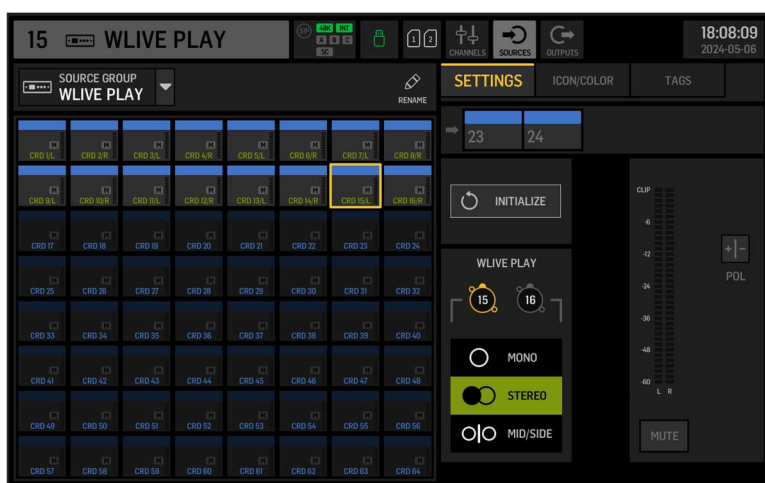 15 WLIVE PLAY
SIP 48K INT
A B C
SC
1 2
CHANNELS SOURCES OUTPUTS
18:08:09
2024-05-06
SOURCE GROUP
WLIVE PLAY
RENAME
SETTINGS ICON/COLOR TAGS
23 24
M M M M M M M M
CRD 1/L CRD 2/R CRD 3/L CRD 4/R CRD 5/L CRD 6/R CRD 7/L CRD 8/R
M M M M M M M M
CRD 9/L CRD 10/R CRD 11/L CRD 12/R CRD 13/L CRD 14/R CRD 15/L CRD 16/R
CRD 17 CRD 18 CRD 19 CRD 20 CRD 21 CRD 22 CRD 23 CRD 24
CRD 25 CRD 26 CRD 27 CRD 28 CRD 29 CRD 30 CRD 31 CRD 32
CRD 33 CRD 34 CRD 35 CRD 36 CRD 37 CRD 38 CRD 39 CRD 40
CRD 41 CRD 42 CRD 43 CRD 44 CRD 45 CRD 46 CRD 47 CRD 48
CRD 49 CRD 50 CRD 51 CRD 52 CRD 53 CRD 54 CRD 55 CRD 56
CRD 57 CRD 58 CRD 59 CRD 60 CRD 61 CRD 62 CRD 63 CRD 64
INITIALIZE
WLIVE PLAY
15 16
MONO
STEREO
MID/SIDE
CLIP
-6
-12
-24
-36
-48
-60
L R
MUTE
+|-
POL